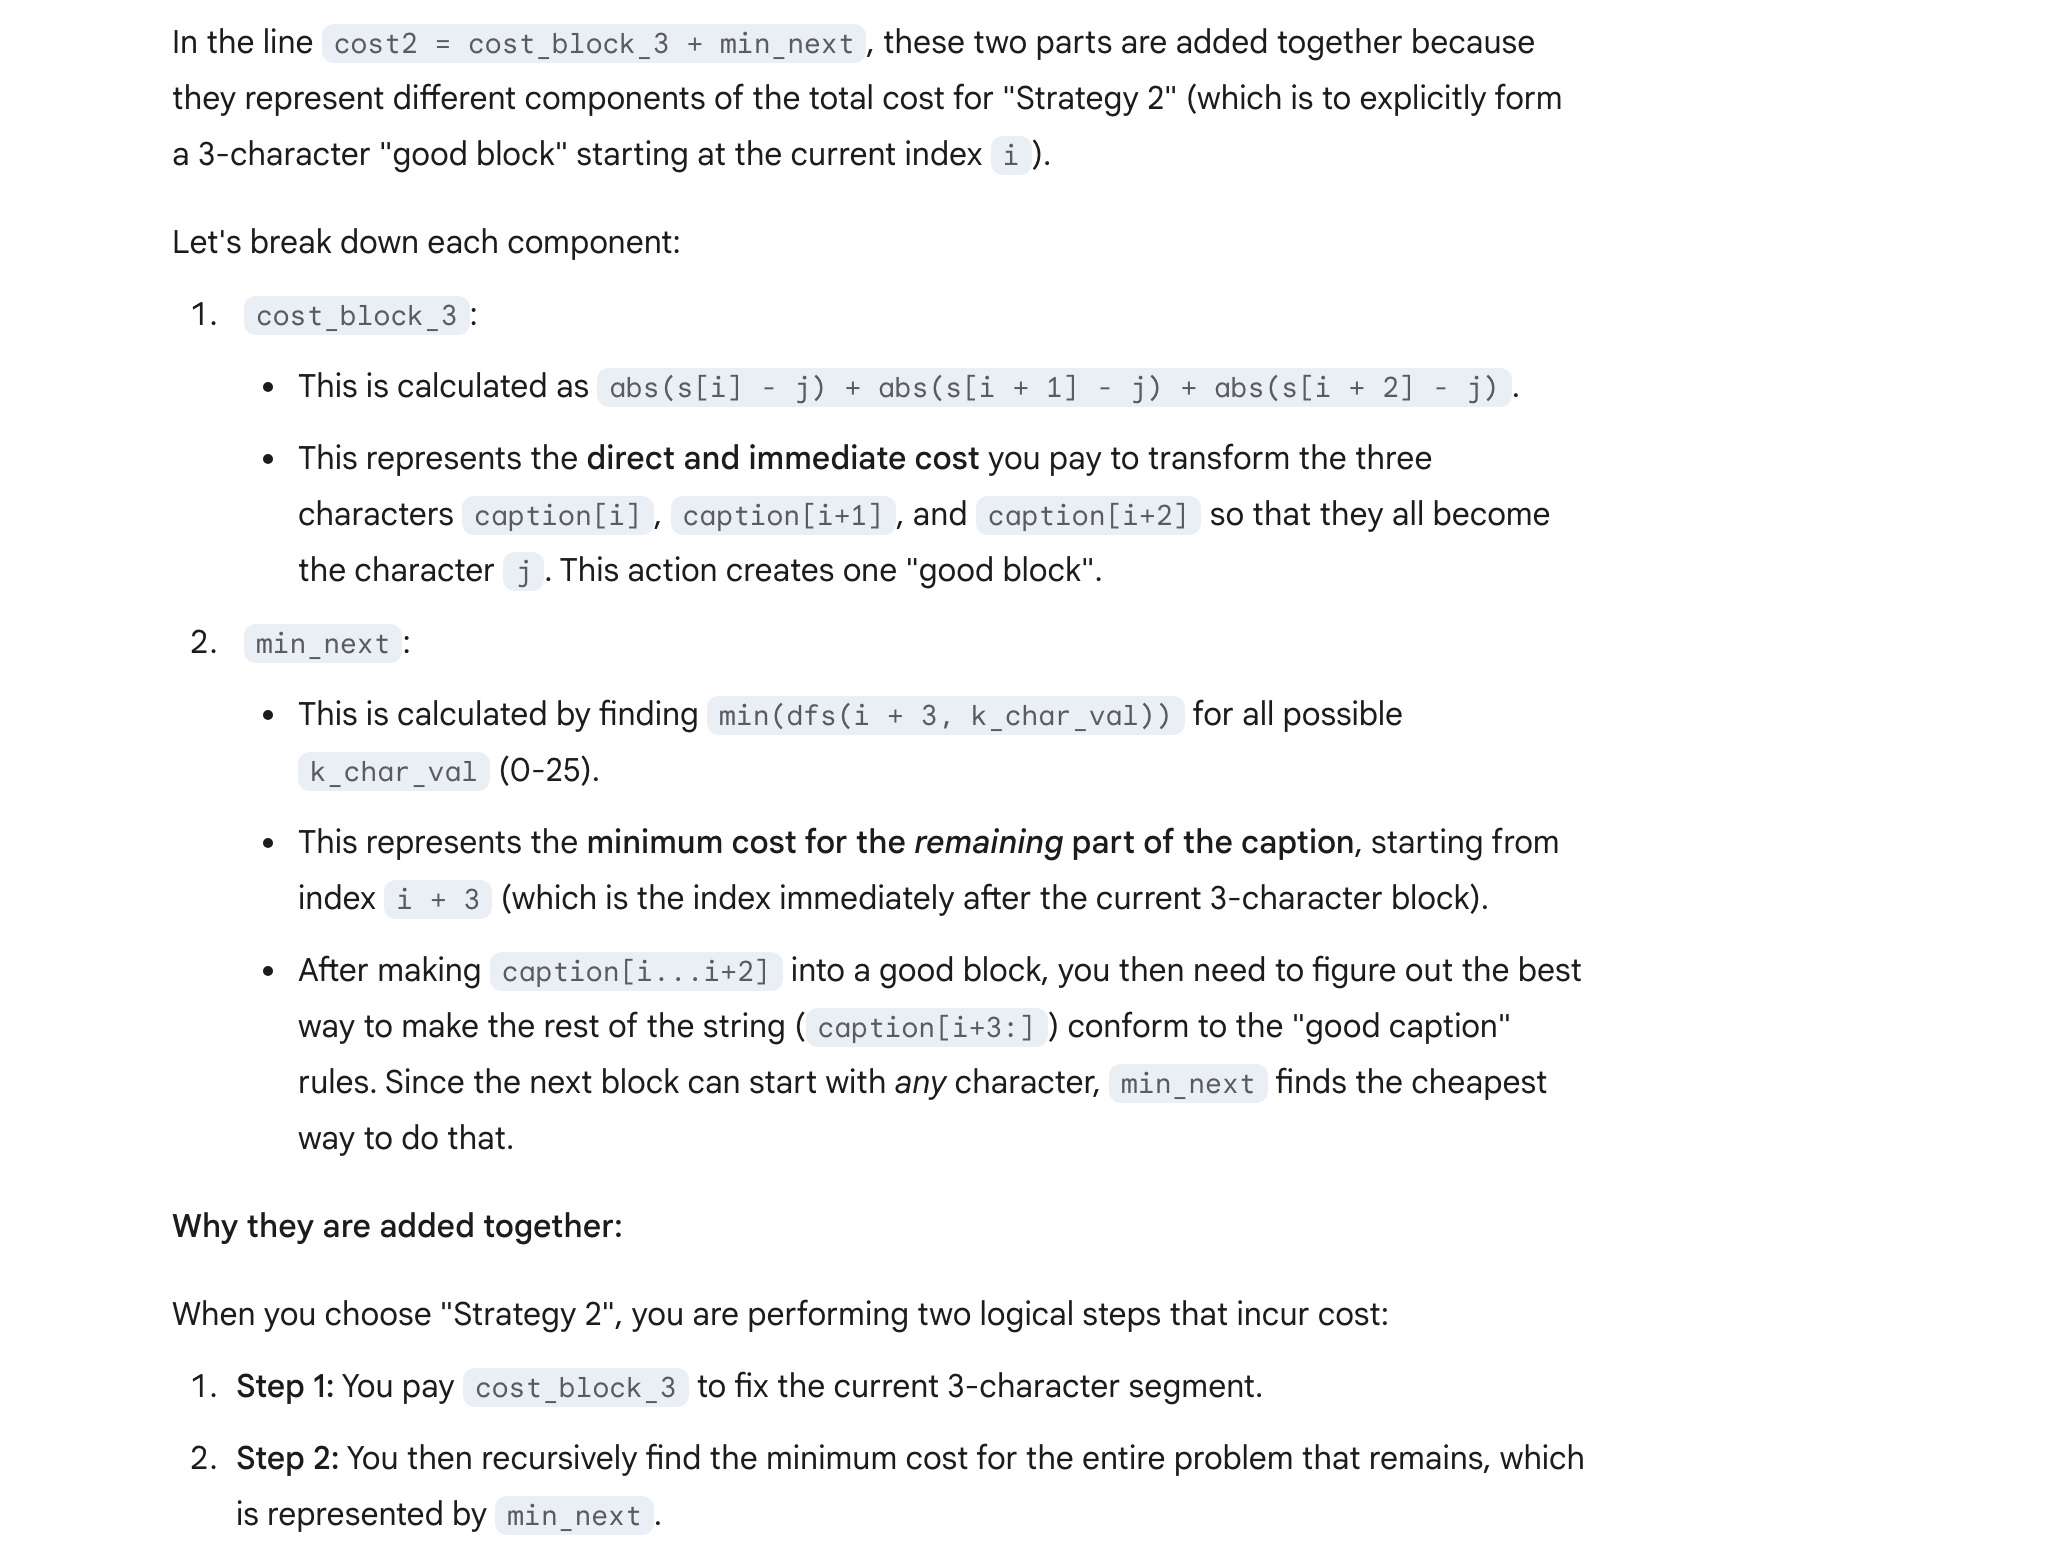 In the line cost2 = cost_block_3 + min_next, these two parts are added together because
they represent different components of the total cost for "Strategy 2" (which is to explicitly form
a 3-character "good block" starting at the current index i).
Let's break down each component:
1. cost_block_3:
• This is calculated as abs(s[i] - j) + abs(s[i + 1] - j) + abs(s[i + 2] - j).
• This represents the direct and immediate cost you pay to transform the three
characters caption[i], caption[i+1], and caption[i+2] so that they all become
the character j. This action creates one "good block".
2. min_next:
• This is calculated by finding min(dfs(i + 3, k_char_val)) for all possible
k_char_val (0-25).
• This represents the minimum cost for the remaining part of the caption, starting from
index i + 3 (which is the index immediately after the current 3-character block).
• After making caption[i...i+2] into a good block, you then need to figure out the best
way to make the rest of the string (caption[i+3:]) conform to the "good caption"
rules. Since the next block can start with any character, min_next finds the cheapest
way to do that.
Why they are added together:
When you choose "Strategy 2", you are performing two logical steps that incur cost:
1. Step 1: You pay cost_block_3 to fix the current 3-character segment.
2. Step 2: You then recursively find the minimum cost for the entire problem that remains, which
is represented by min_next.